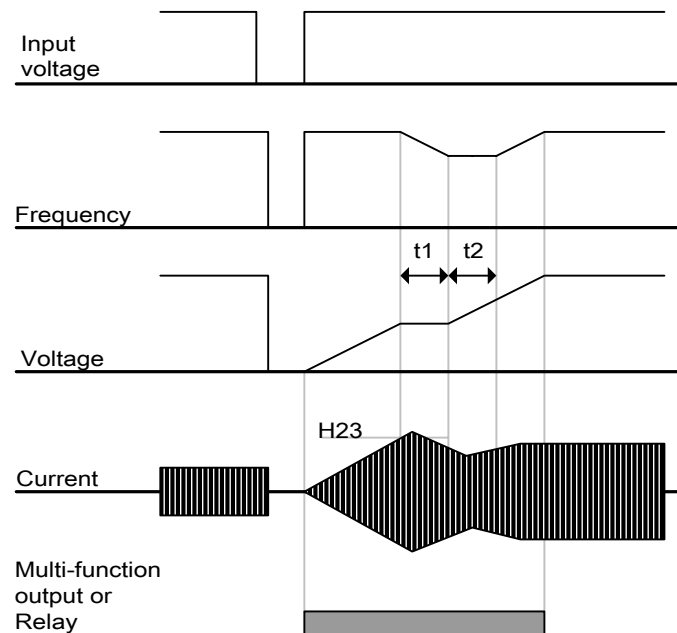 Input
voltage
Frequency
t1
t2
Voltage
H23
Current
Multi-function
output or
Relay